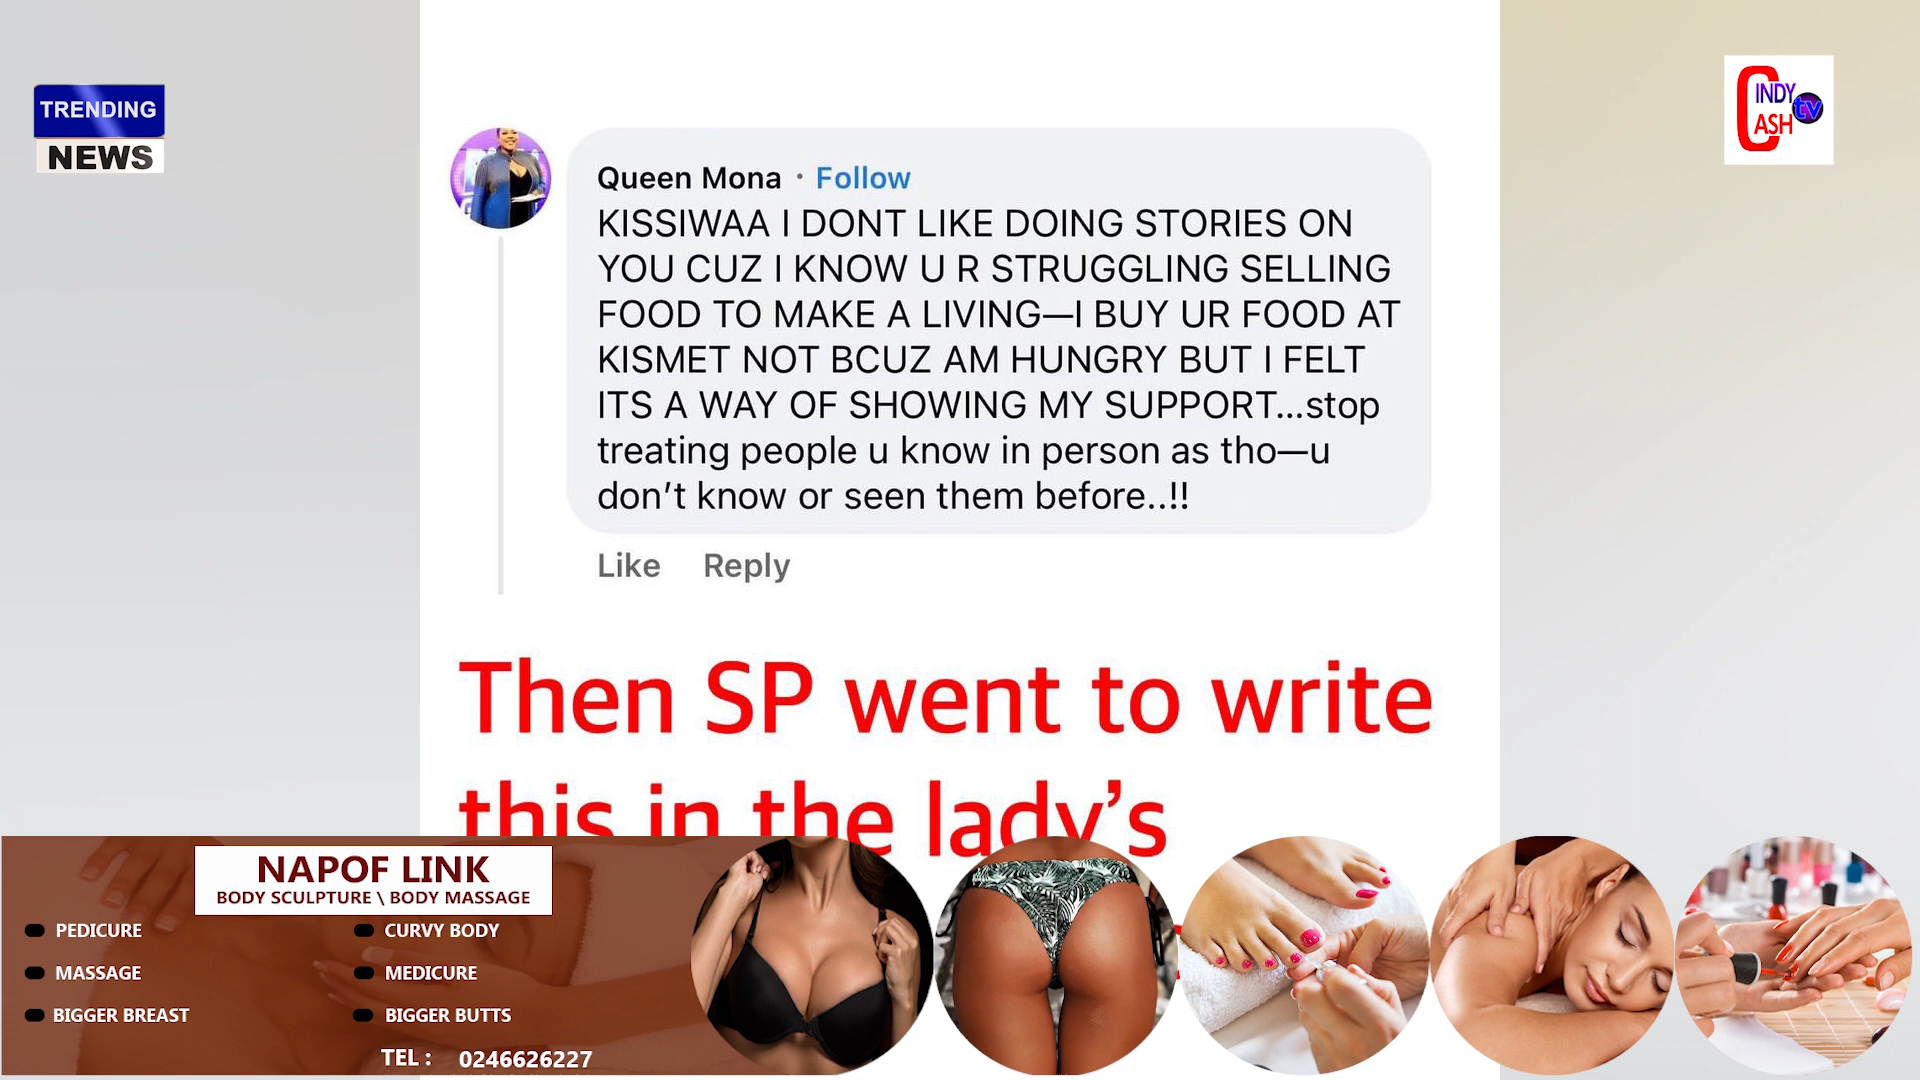 TRENDING
NEWS
CINDY
CASH
tv
Queen Mona · Follow
KISSIWAA I DONT LIKE DOING STORIES ON
YOU CUZ I KNOW U R STRUGGLING SELLING
FOOD TO MAKE A LIVING—I BUY UR FOOD AT
KISMET NOT BCUZ AM HUNGRY BUT I FELT
ITS A WAY OF SHOWING MY SUPPORT...stop
treating people u know in person as tho—u
don't know or seen them before..!!
Like Reply
Then SP went to write
this in the lady's
NAPOF LINK
BODY SCULPTURE \ BODY MASSAGE
PEDICURE
MASSAGE
BIGGER BREAST
CURVY BODY
MEDICURE
BIGGER BUTTS
TEL : 0246626227